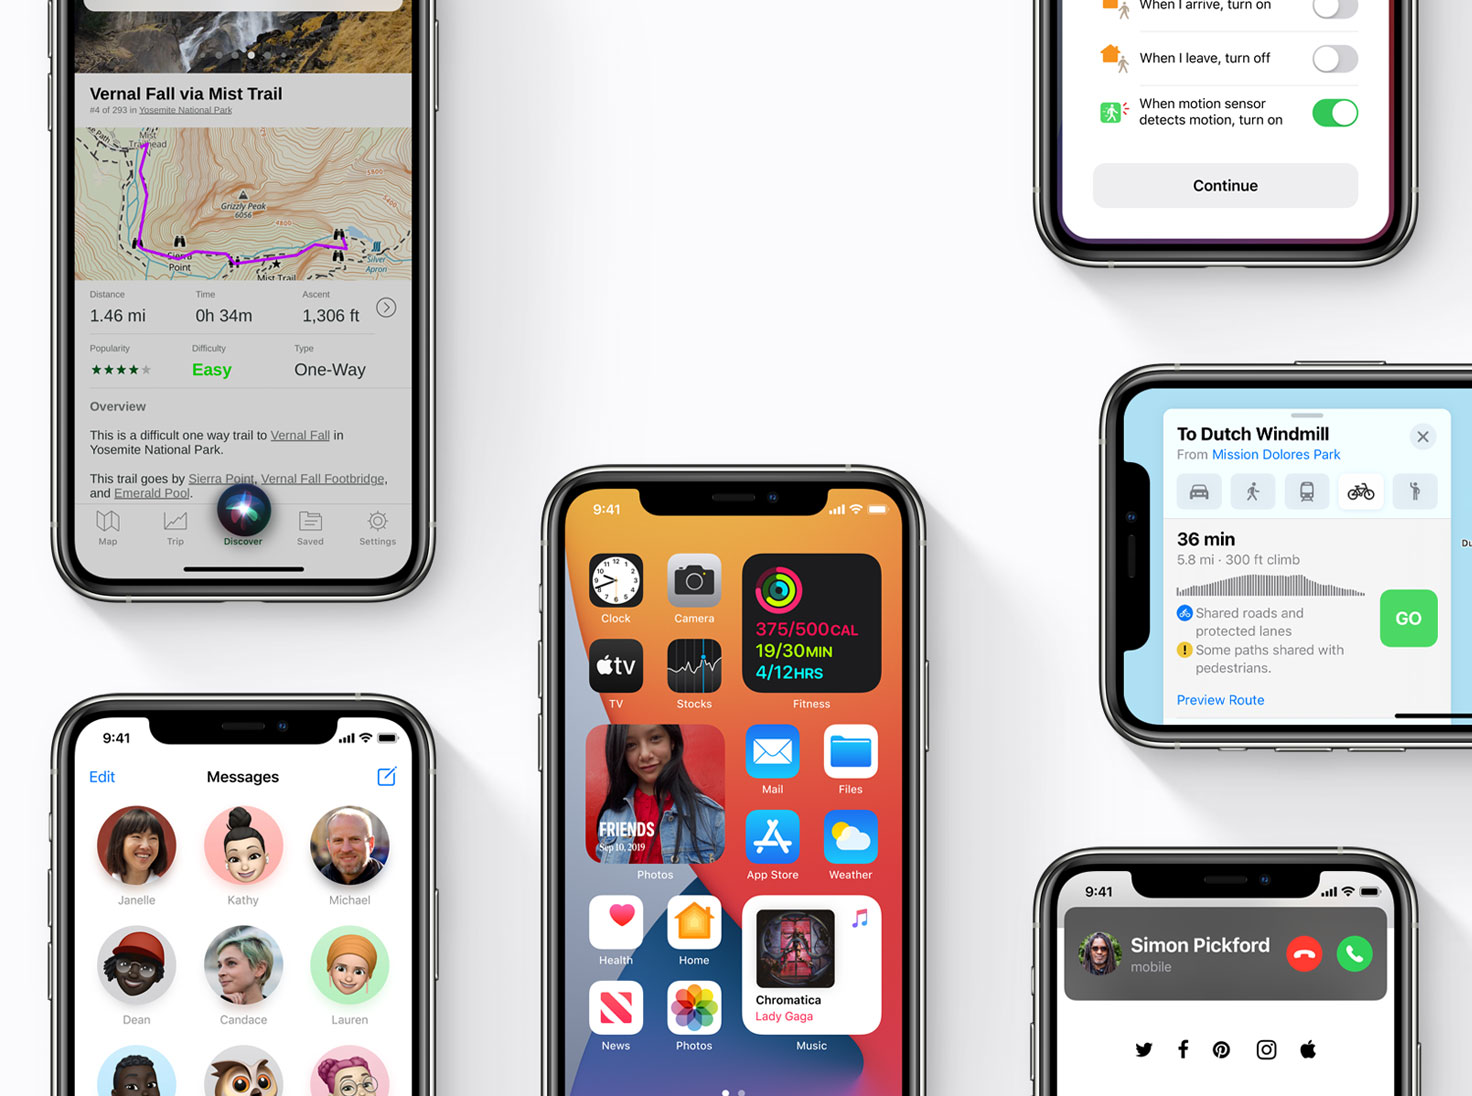 Vernal Fall via Mist Trail
#4 of 293 in Yosemite National Park
Mist
Trailhead
Grizzly Peak
6056
4800
5800
5400
Sierra
Point
Mist Trail
Silver
Apron
Distance
Time
Ascent
1.46 mi
0h 34m
1,306 ft
Popularity
Difficulty
Type
Easy
One-Way
Overview
This is a difficult one way trail to Vernal Fall in
Yosemite National Park.
This trail goes by Sierra Point, Vernal Fall Footbridge,
and Emerald Pool.
Map
Trip
Discover
Saved
Settings
9:41
Edit
Messages
Janelle
Kathy
Michael
Dean
Candace
Lauren
9:41
Clock
Camera
375/500CAL
19/30MIN
4/12HRS
tv
TV
Stocks
Fitness
FRIENDS
Sep 10, 2019
Photos
Mail
Files
App Store
Weather
Health
Home
Chromatica
Lady Gaga
News
Photos
Music
When I arrive, turn on
When I leave, turn off
When motion sensor
detects motion, turn on
Continue
To Dutch Windmill
From Mission Dolores Park
36 min
5.8 mi · 300 ft climb
Shared roads and
protected lanes
Some paths shared with
pedestrians.
GO
Preview Route
9:41
Simon Pickford
mobile